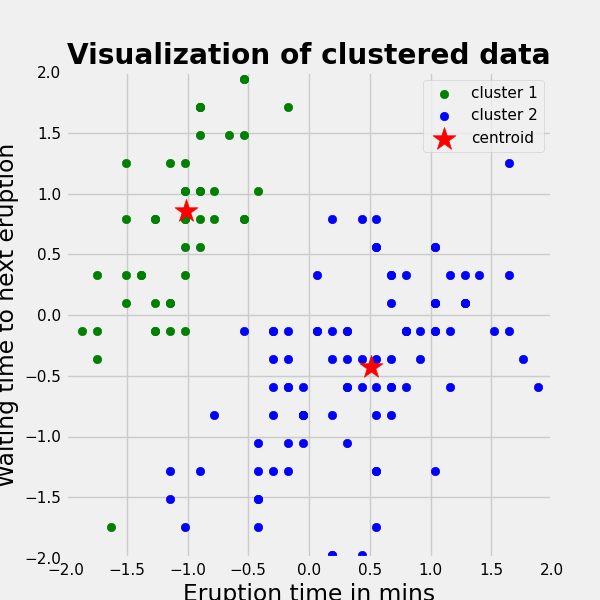 Visualization of clustered data
cluster 1
cluster 2
centroid
Waiting time to next eruption
2.0
1.5
1.0
0.5
0.0
−0.5
−1.0
−1.5
−2.0
−2.0 −1.5 −1.0 −0.5 0.0 0.5 1.0 1.5 2.0
Eruption time in mins